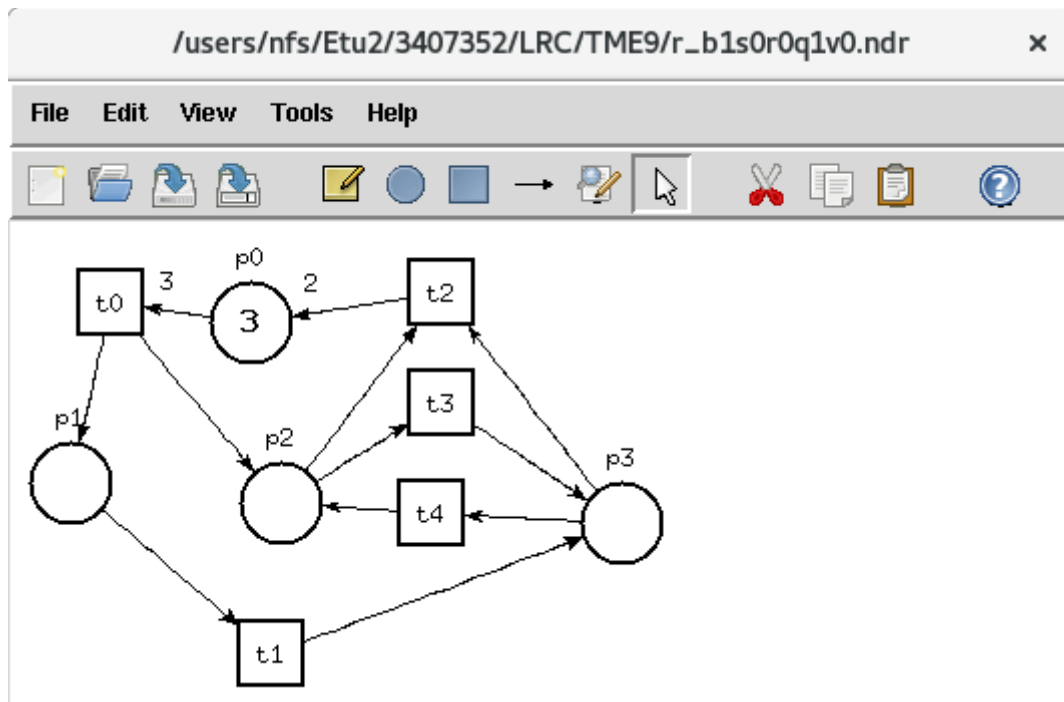 /users/nfs/Etu2/3407352/LRC/TME9/r_b1s0r0q1v0.ndr ×
File Edit View Tools Help
p0
t0 3 2 t2
3
t3
p1
p2
p3
t4
t1